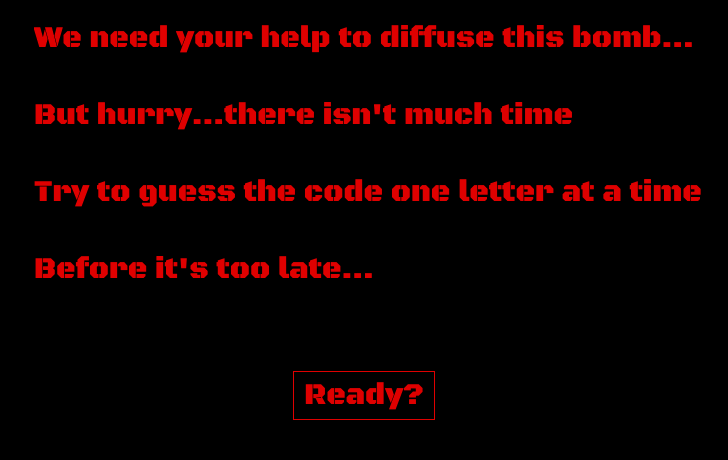 We need your help to diffuse this bomb...
But hurry...there isn't much time
Try to guess the code one letter at a time
Before it's too late...
Ready?